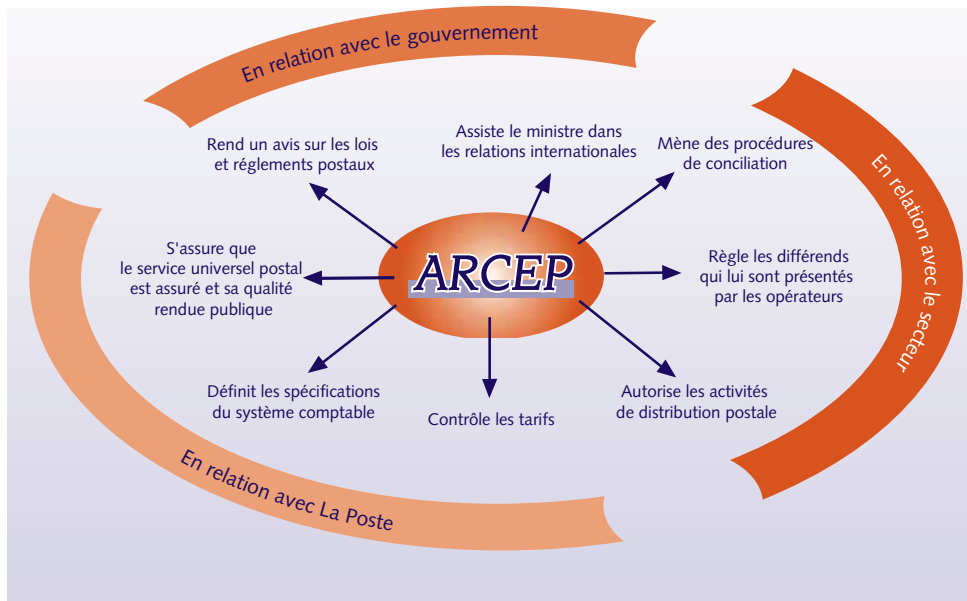 En relation avec le gouvernement
Rend un avis sur les lois
et réglements postaux
Assiste le ministre dans
les relations internationales
Mène des procédures
de conciliation
En relation avec le secteur
S'assure que
le service universel postal
est assuré et sa qualité
rendue publique
ARCEP
Règle les différends
qui lui sont présentés
par les opérateurs
Définit les spécifications
du système comptable
Contrôle les tarifs
Autorise les activités
de distribution postale
En relation avec La Poste